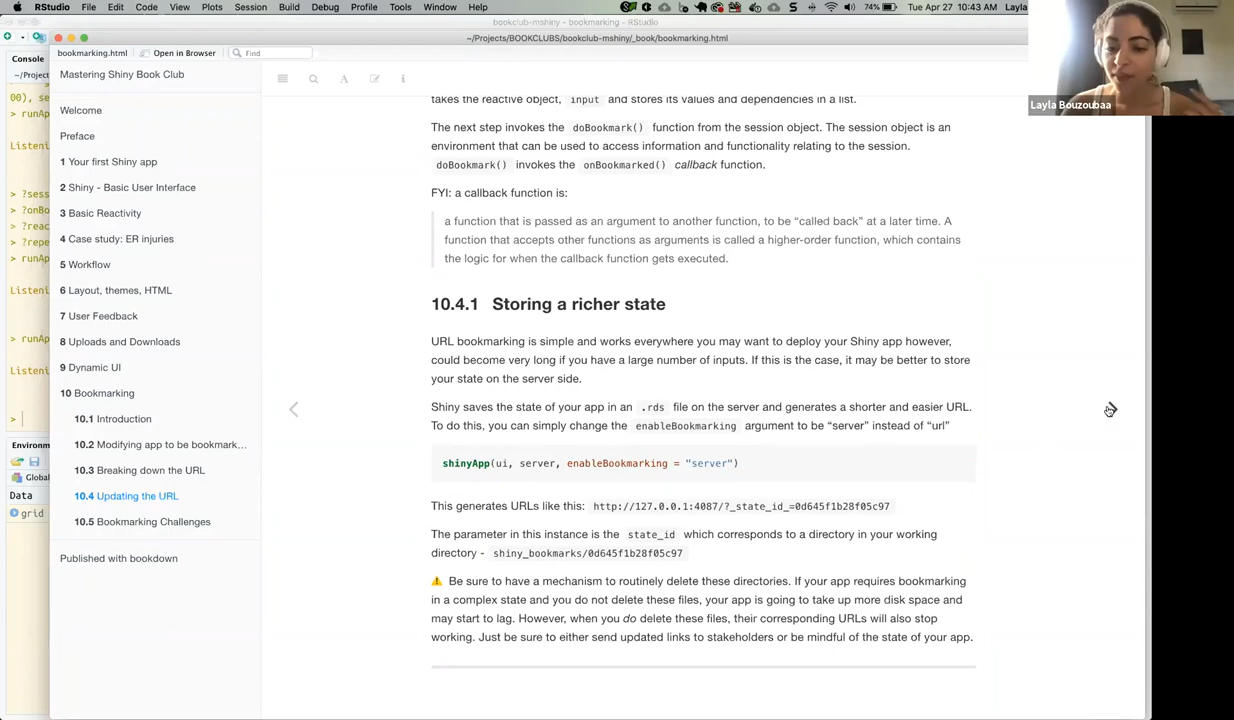 RStudio File Edit Code View Plots Session Build Debug Profile Tools Window Help 74% Tue Apr 27 10:43 AM Layla
bookclub-mshiny - bookmarking - RStudio
~/Projects/BOOKCLUBS/bookclub-mshiny/_book/bookmarking.html
bookmarking.html Open in Browser Find
Console
~/Proje
00), se
> runA
Listeni
> ?ses
> ?onBo
> ?rea
> ?repe
> runA
Listeni
> runA
Listeni
>
Environm
Global
Data
grid
Mastering Shiny Book Club
Welcome
Preface
1 Your first Shiny app
2 Shiny - Basic User Interface
3 Basic Reactivity
4 Case study: ER injuries
5 Workflow
6 Layout, themes, HTML
7 User Feedback
8 Uploads and Downloads
9 Dynamic UI
10 Bookmarking
10.1 Introduction
10.2 Modifying app to be bookmark…
10.3 Breaking down the URL
10.4 Updating the URL
10.5 Bookmarking Challenges
Published with bookdown
takes the reactive object, input and stores its values and dependencies in a list.
The next step invokes the doBookmark() function from the session object. The session object is an
environment that can be used to access information and functionality relating to the session.
doBookmark() invokes the onBookmarked() callback function.
FYI: a callback function is:
a function that is passed as an argument to another function, to be “called back” at a later time. A
function that accepts other functions as arguments is called a higher-order function, which contains
the logic for when the callback function gets executed.
10.4.1 Storing a richer state
URL bookmarking is simple and works everywhere you may want to deploy your Shiny app however,
could become very long if you have a large number of inputs. If this is the case, it may be better to store
your state on the server side.
Shiny saves the state of your app in an .rds file on the server and generates a shorter and easier URL.
To do this, you can simply change the enableBookmarking argument to be “server” instead of “url”
shinyApp(ui, server, enableBookmarking = "server")
This generates URLs like this: http://127.0.0.1:4087/?_state_id_=0d645f1b28f05c97
The parameter in this instance is the state_id which corresponds to a directory in your working
directory - shiny_bookmarks/0d645f1b28f05c97
⚠ Be sure to have a mechanism to routinely delete these directories. If your app requires bookmarking
in a complex state and you do not delete these files, your app is going to take up more disk space and
may start to lag. However, when you do delete these files, their corresponding URLs will also stop
working. Just be sure to either send updated links to stakeholders or be mindful of the state of your app.
Layla Bouzoubaa